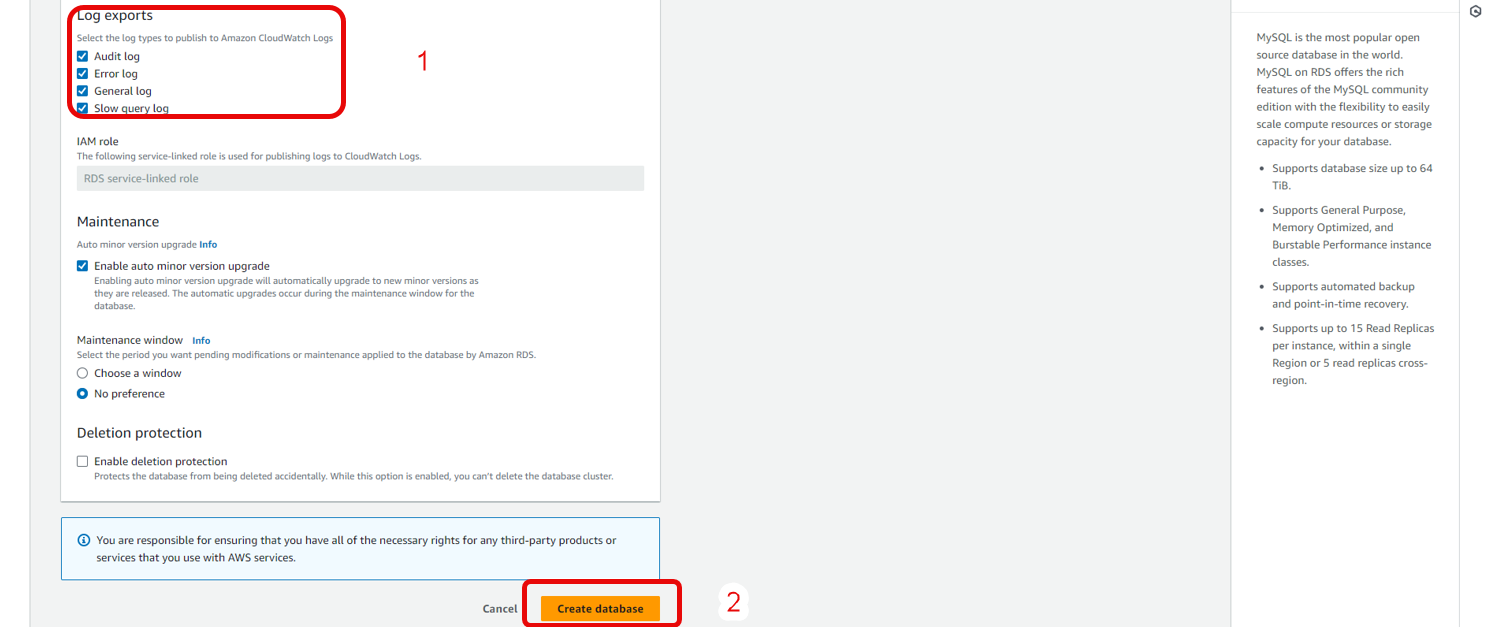 Log exports
Select the log types to publish to Amazon CloudWatch Logs
Audit log
Error log
General log
Slow query log
1
IAM role
The following service-linked role is used for publishing logs to CloudWatch Logs.
RDS service-linked role
Maintenance
Auto minor version upgrade Info
Enable auto minor version upgrade
Enabling auto minor version upgrade will automatically upgrade to new minor versions as
they are released. The automatic upgrades occur during the maintenance window for the
database.
Maintenance window Info
Select the period you want pending modifications or maintenance applied to the database by Amazon RDS.
Choose a window
No preference
Deletion protection
Enable deletion protection
Protects the database from being deleted accidentally. While this option is enabled, you can't delete the database cluster.
You are responsible for ensuring that you have all of the necessary rights for any third-party products or
services that you use with AWS services.
Cancel
Create database
2
MySQL is the most popular open
source database in the world.
MySQL on RDS offers the rich
features of the MySQL community
edition with the flexibility to easily
scale compute resources or storage
capacity for your database.
• Supports database size up to 64
TiB.
• Supports General Purpose,
Memory Optimized, and
Burstable Performance instance
classes.
• Supports automated backup
and point-in-time recovery.
• Supports up to 15 Read Replicas
per instance, within a single
Region or 5 read replicas cross-
region.